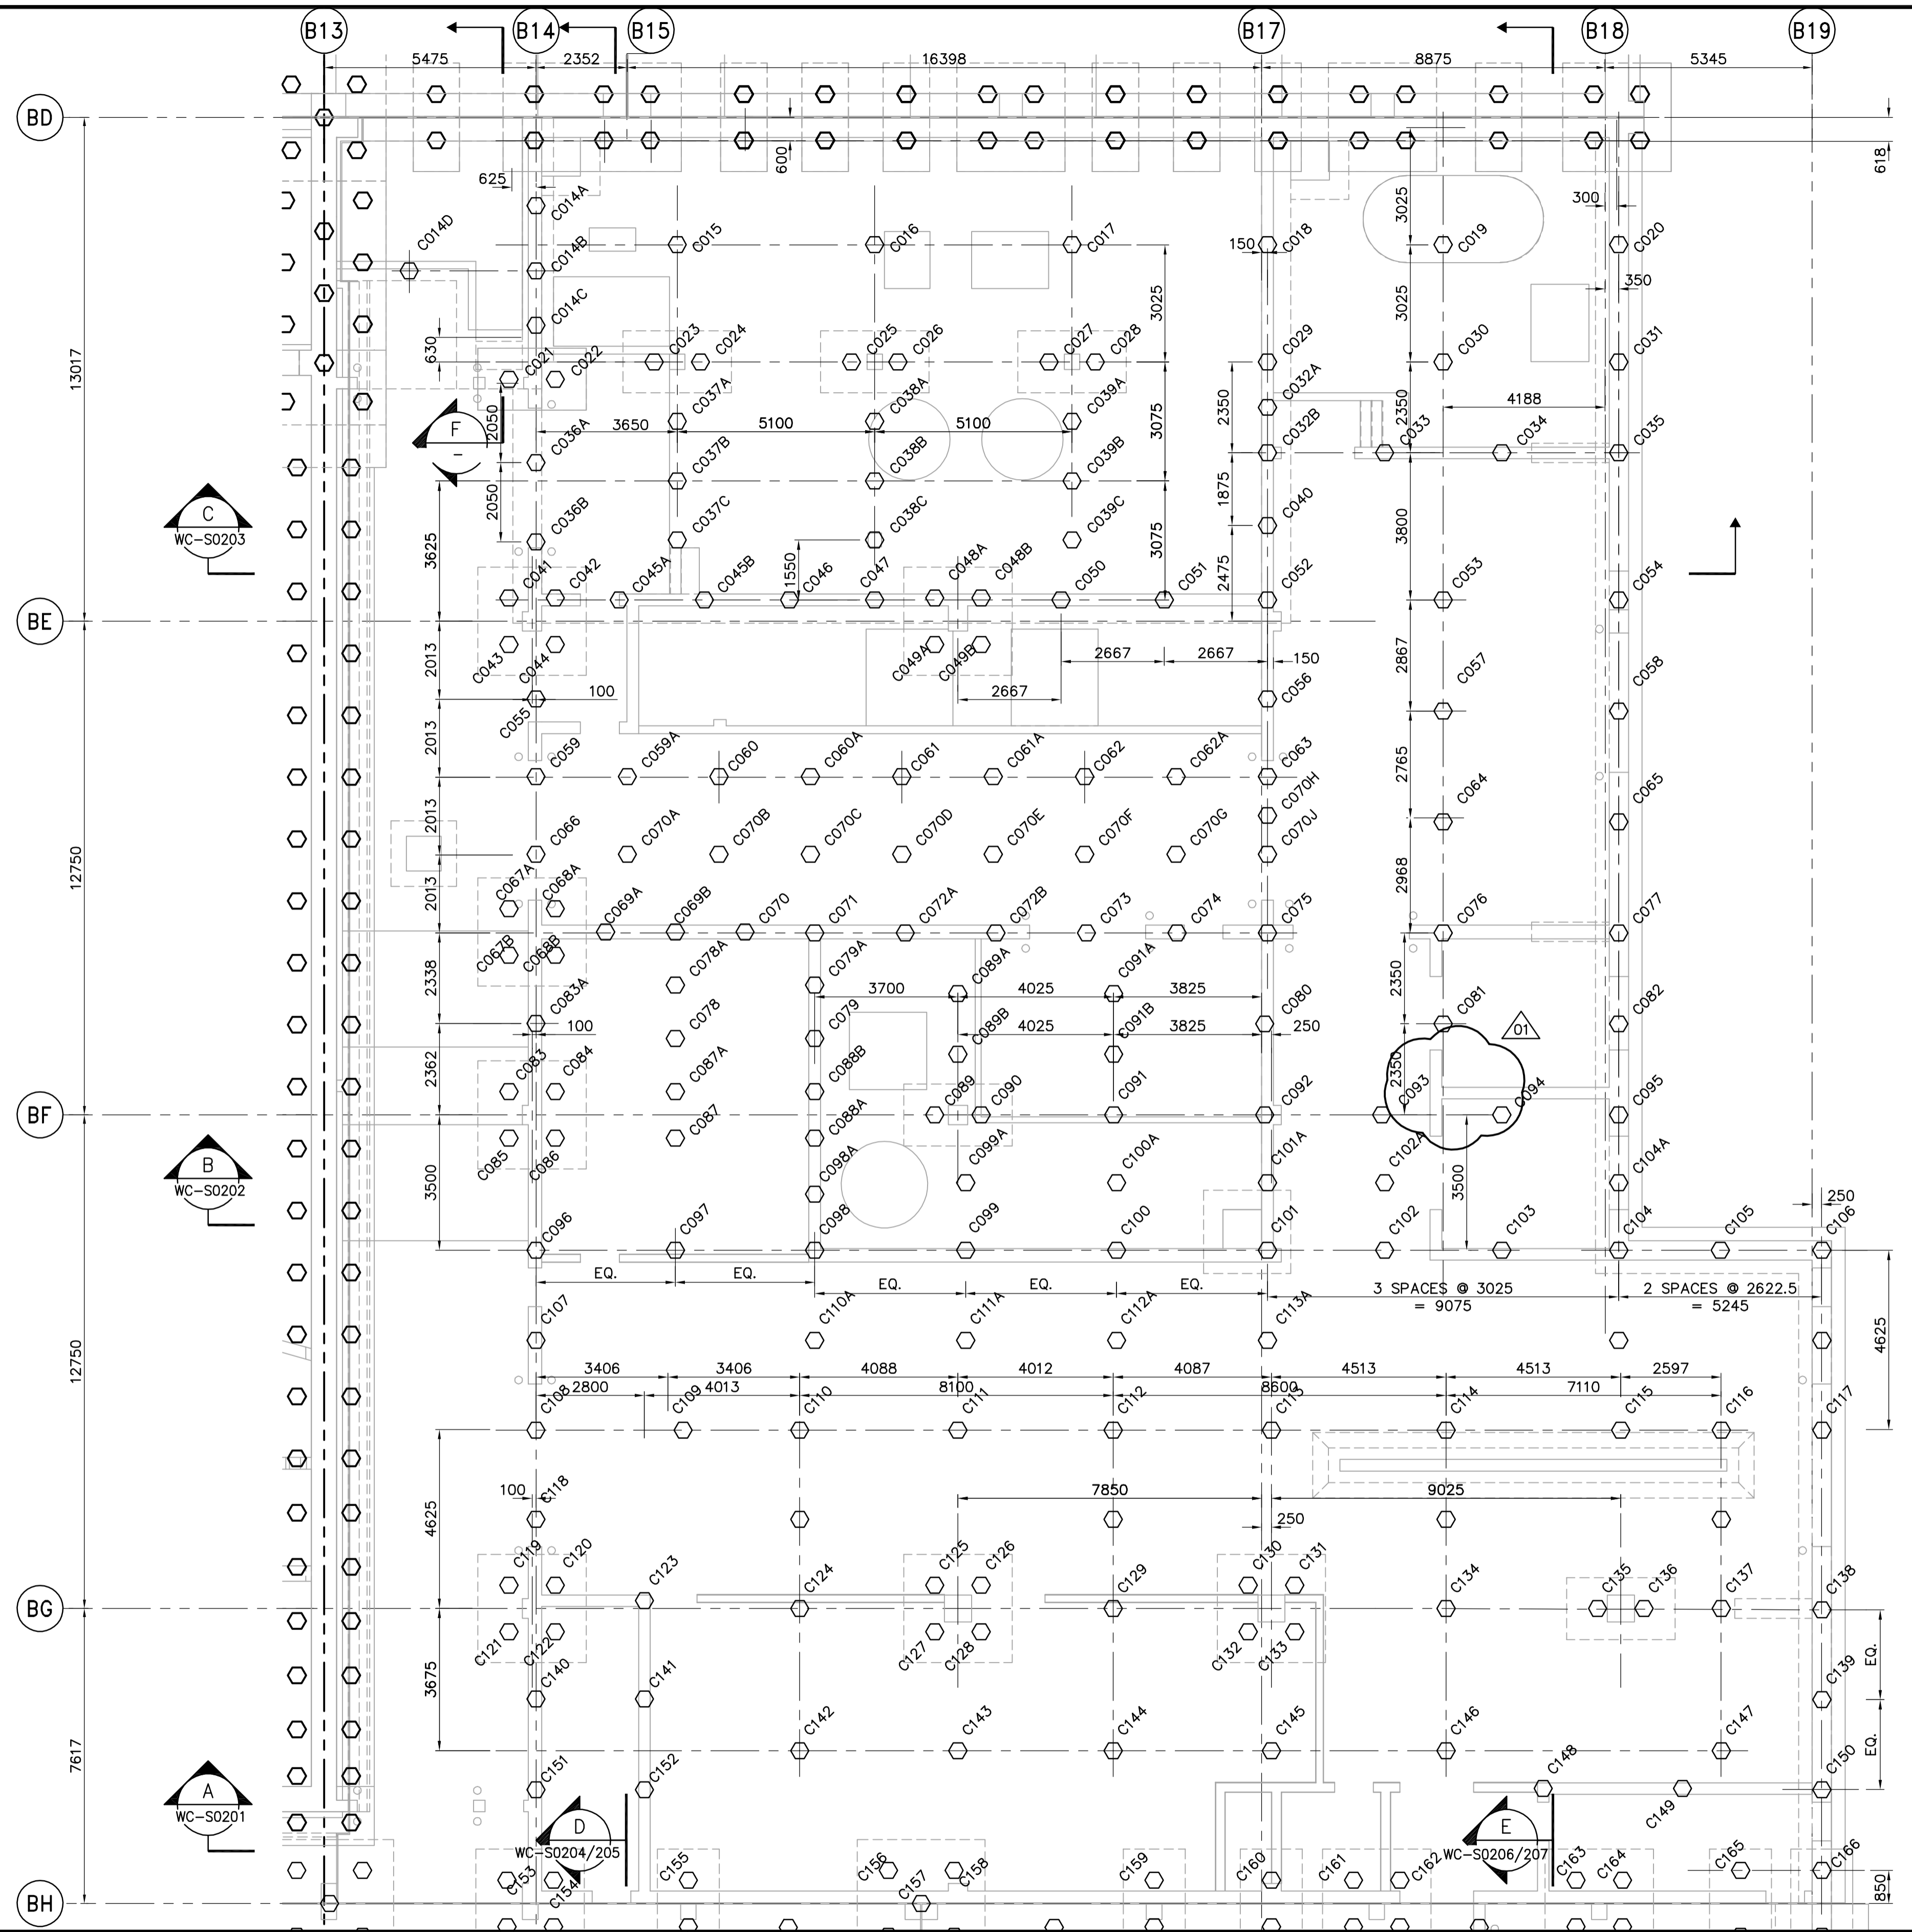 B13 B14 B15 B17 B18 B19
5475 2352 16398 8875 5345
BD
600
618
625
C014A
3025
300
C014D C014B C015 C016 C017 150 C018 C019 C020
350
C014C
3025
3025
630
C021 C022 C023 C024 C025 C026 C027 C028 C029 C030 C031
13017
C032A
2050
C036A
C037A C038A C039A
2350
2350
4188
F
-
3650 5100 5100
3075
C037B C038B C039B
C032B C033 C034 C035
C
WC-S0203
2050
C036B
C037C C038C C039C
1875
C040
3625
3800
1550
3075
2475
C041 C042 C045A C045B C046 C047 C048A C048B C050 C051 C052 C053 C054
BE
C043 C044 C049A C049B
2013
2667 2667 150
2867
C055 100
2667
C056 C057 C058
2013
C059 C059A C060 C060A C061 C061A C062 C062A C063
2765
C070H
C064 C065
2013
C066 C070A C070B C070C C070D C070E C070F C070G C070J
12750
2968
C067A C068A
2013
C069A C069B C070 C071 C072A C072B C073 C074 C075 C076 C077
C067B C068B
C078A C079A C089A C091A
2338
3700 4025 3825
2350
C083A 100
C078 C079
C080 C081 C082
01
4025 3825 250
C089B C091B
2362
2350
C083 C084 C087A C088B
BF
C089 C090 C091 C092 C093 C094 C095
C085 C086 C087 C088A
B
WC-S0202
3500
C098A C099A C100A C101A C102A C104A
3500
250
C096 C097 C098 C099 C100 C101 C102 C103 C104 C105 C106
EQ. EQ. EQ. EQ. EQ.
3 SPACES @ 3025
= 9075
2 SPACES @ 2622.5
= 5245
C107 C110A C111A C112A C113A
12750
4625
3406 3406 4088 4012 4087 4513 4513 2597
2800 4013 8100 8600 7110
C108 C109 C110 C111 C112 C113 C114 C115 C116 C117
100 C118
7850 9025
4625
250
C119 C120 C123 C124 C125 C126 C129 C130 C131 C134 C135 C136 C137 C138
BG
C121 C122 C127 C128 C132 C133
EQ.
3675
C140 C141 C139
C142 C143 C144 C145 C146 C147
EQ.
7617
C151 C152 C148 C149 C150
A
WC-S0201
D
WC-S0204/205
E
WC-S0206/207
C153 C154 C155 C156 C157 C158 C159 C160 C161 C162 C163 C164 C165 C166
850
BH